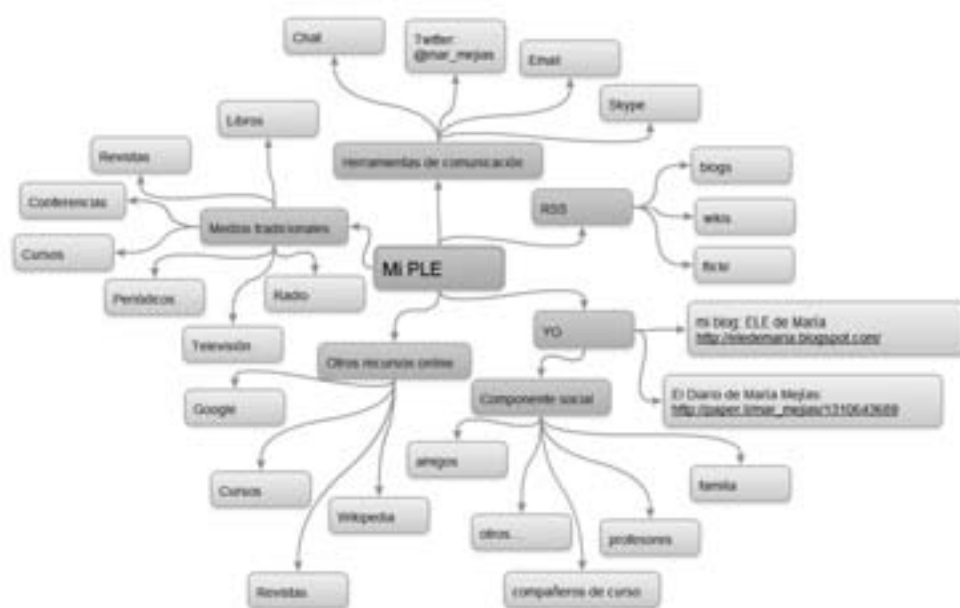 Chat
Twitter:
@mar_mejias
Email
Skype
Libros
Revistas
Conferencias
Cursos
Periódicos
Televisión
Radio
Medios tradicionales
Herramientas de comunicación
RSS
blogs
wikis
flickr
Mi PLE
YO
mi blog: ELE de María
http://eledemaria.blogspot.com/
El Diario de María Mejías:
Otros recursos online
Google
Cursos
Wikipedia
Revistas
Componente social
amigos
otros...
compañeros de curso
profesores
familia